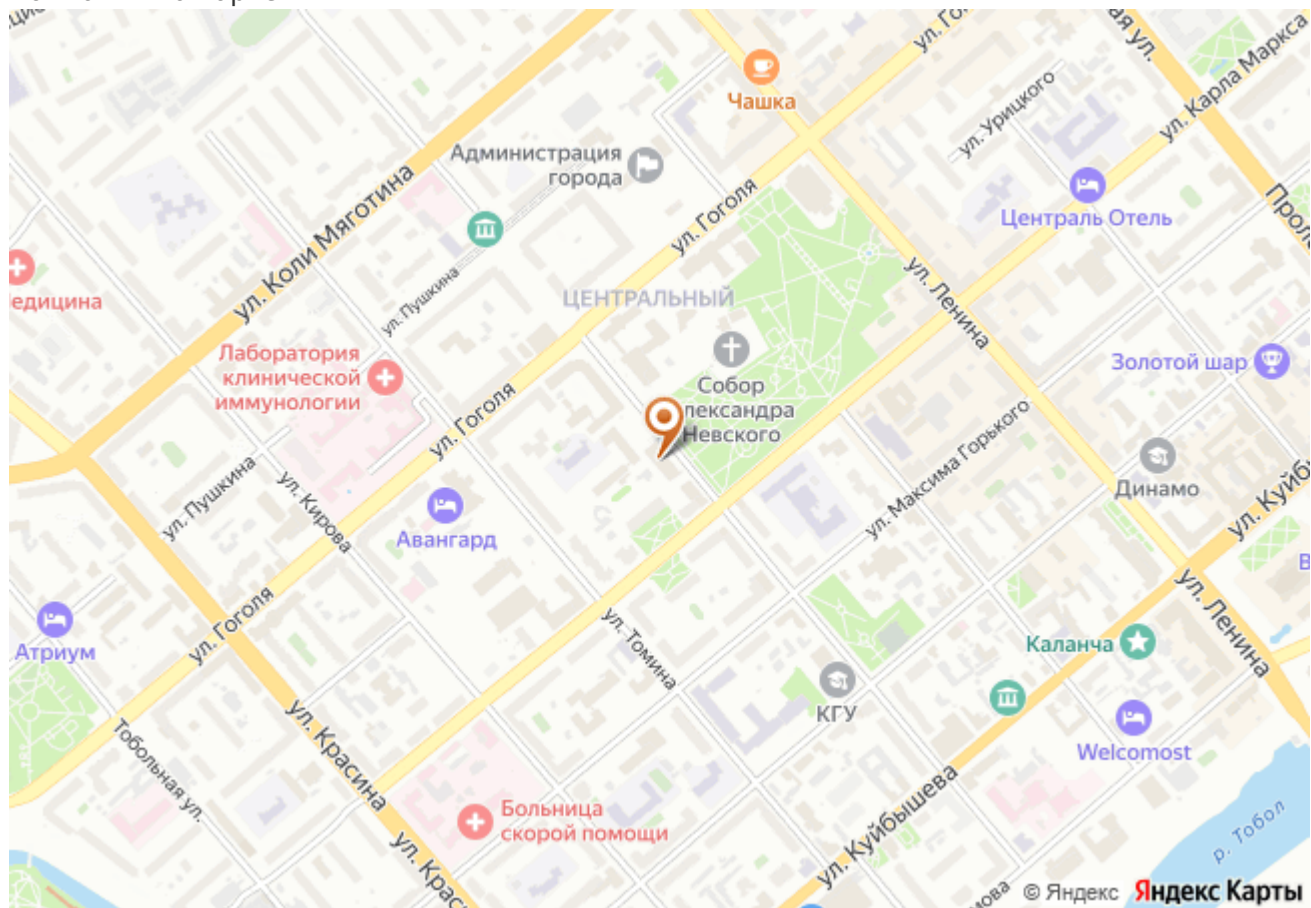 ул. Гоголя
Чашка
ул. Урицкого
ул. Карла Маркса
Администрация
города
ул. Коли Мяготина
ул. Гоголя
Централь Отель
ул. Пушкина
ЦЕНТРАЛЬНЫЙ
ул. Ленина
Лаборатория
клинической
иммунологии
Собор
Невского
Золотой шар
ул. Гоголя
ул. Максима Горького
Динамо
ул. Пушкина
ул. Кирова
Авангард
ул. Гоголя
Атриум
ул. Томина
ул. Ленина
Каланча
КГУ
Welcomost
Тобольная ул.
ул. Красина
Больница
скорой помощи
ул. Куйбышева
р. Тобол
© Яндекс Яндекс Карты